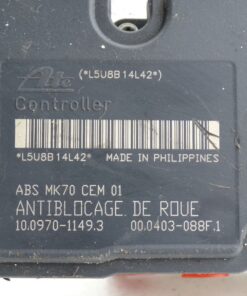 Ate (*L5U8B14L42*)
Controller
*L5U8B14L42* MADE IN PHILIPPINES
ABS MK70 CEM 01
ANTIBLOCAGE DE ROUE
10.0970-1149.3 00.0403-088F.1